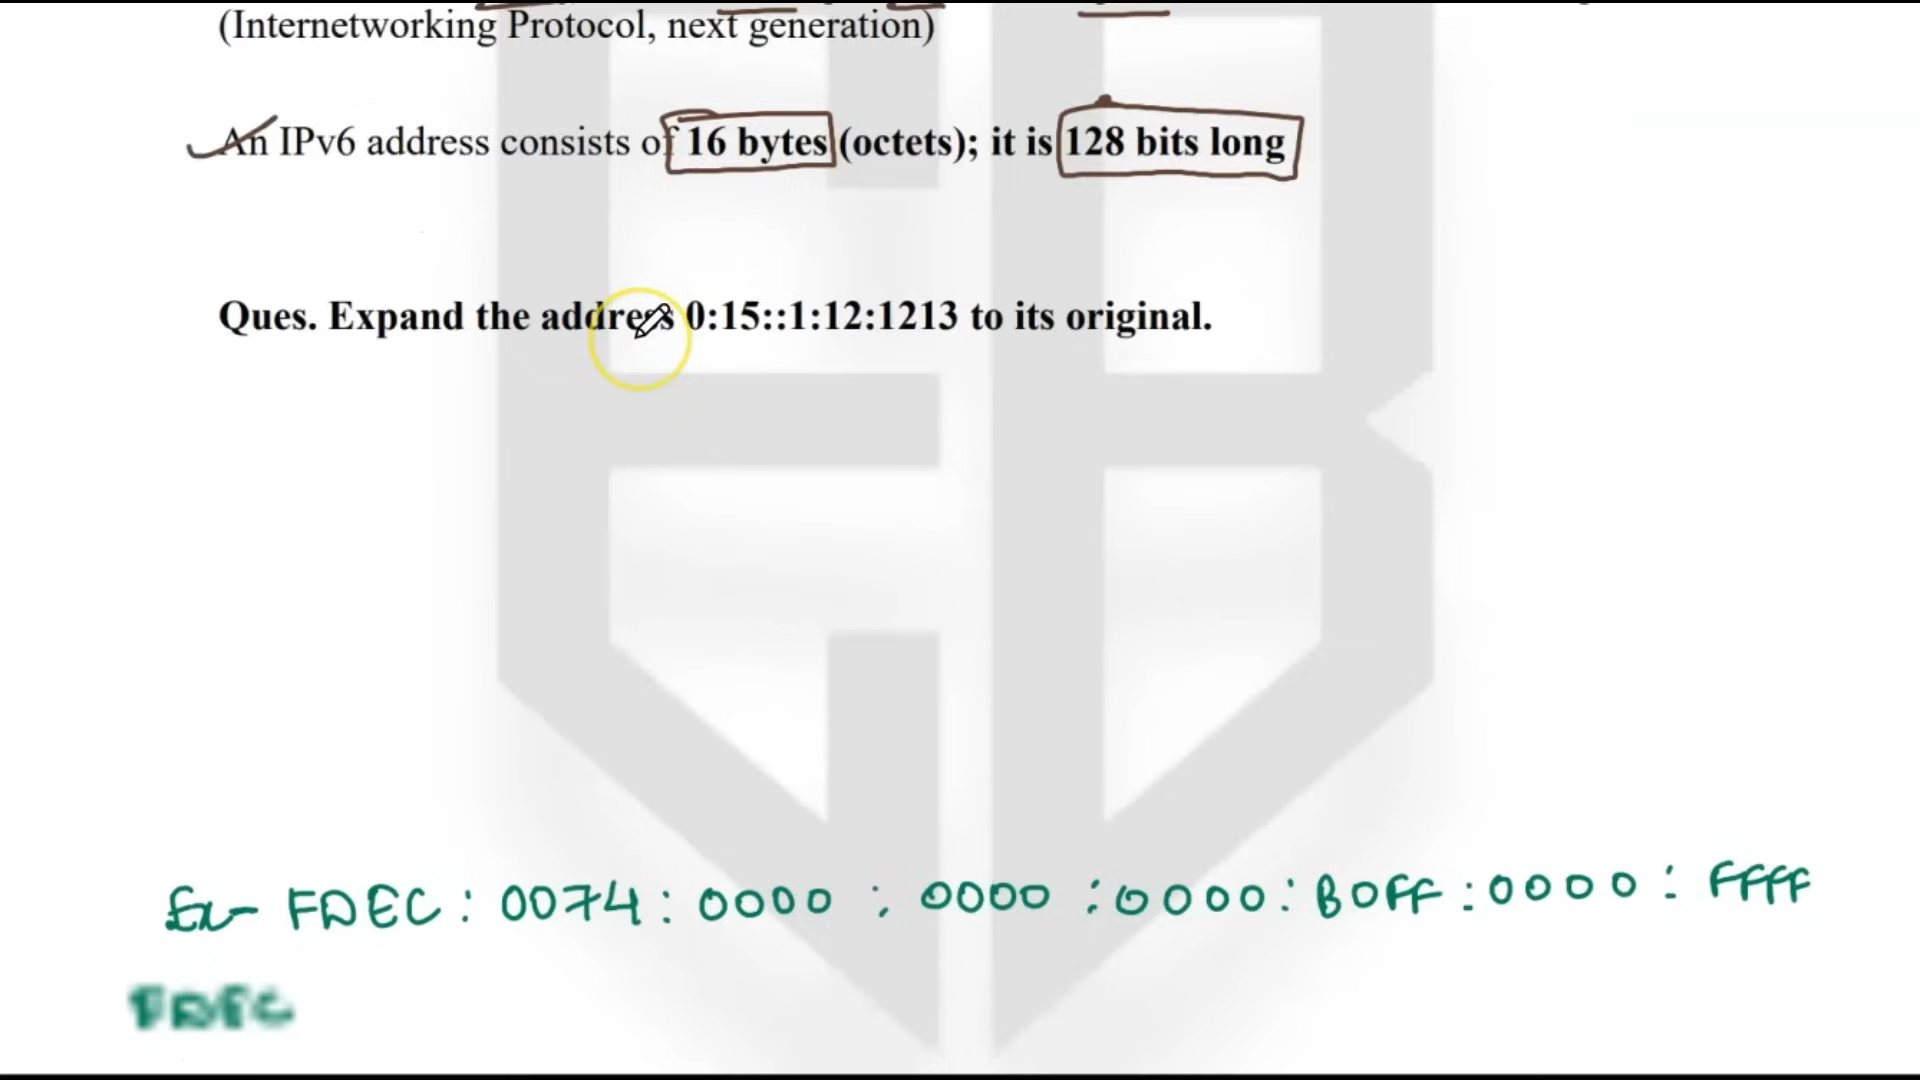 (Internetworking Protocol, next generation)
An IPv6 address consists of 16 bytes (octets); it is 128 bits long
Ques. Expand the address 0:15::1:12:1213 to its original.
Ex- FDEC : 0074 : 0000 : 0000 : 0000 : B0FF : 0000 : FFFF
FDEC